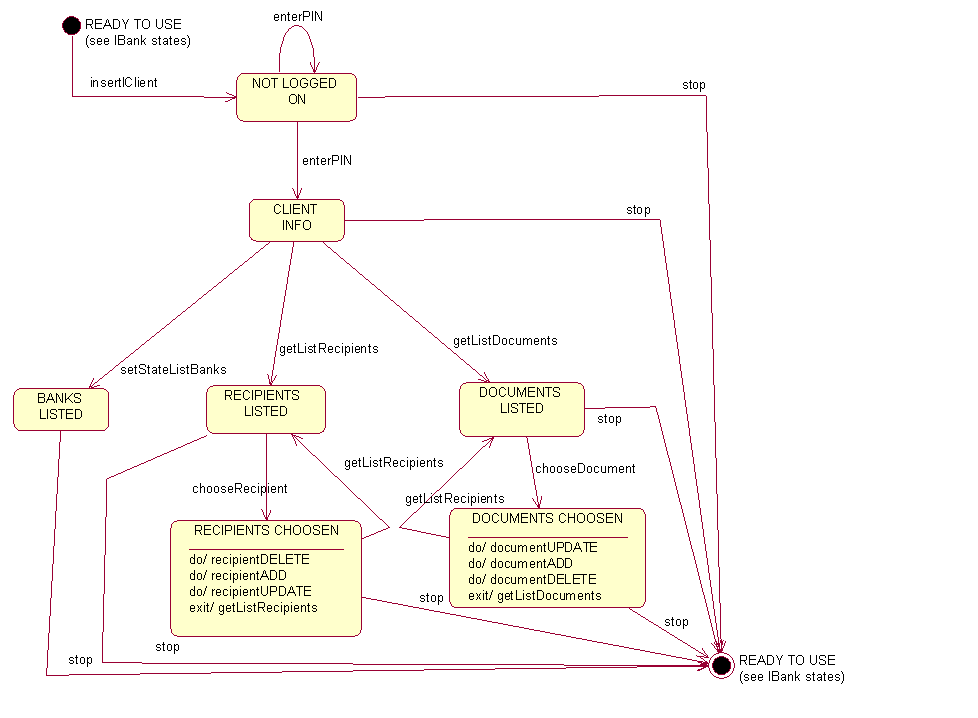 enterPIN
READY TO USE
(see IBank states)
insertIClient
NOT LOGGED
ON
stop
enterPIN
CLIENT
INFO
stop
getListDocuments
getListRecipients
setStateListBanks
BANKS
LISTED
RECIPIENTS
LISTED
DOCUMENTS
LISTED
stop
getListRecipients
chooseDocument
chooseRecipient
getListRecipients
RECIPIENTS CHOOSEN
do/ recipientDELETE
do/ recipientADD
do/ recipientUPDATE
exit/ getListRecipients
DOCUMENTS CHOOSEN
do/ documentUPDATE
do/ documentADD
do/ documentDELETE
exit/ getListDocuments
stop
stop
stop
stop
READY TO USE
(see IBank states)